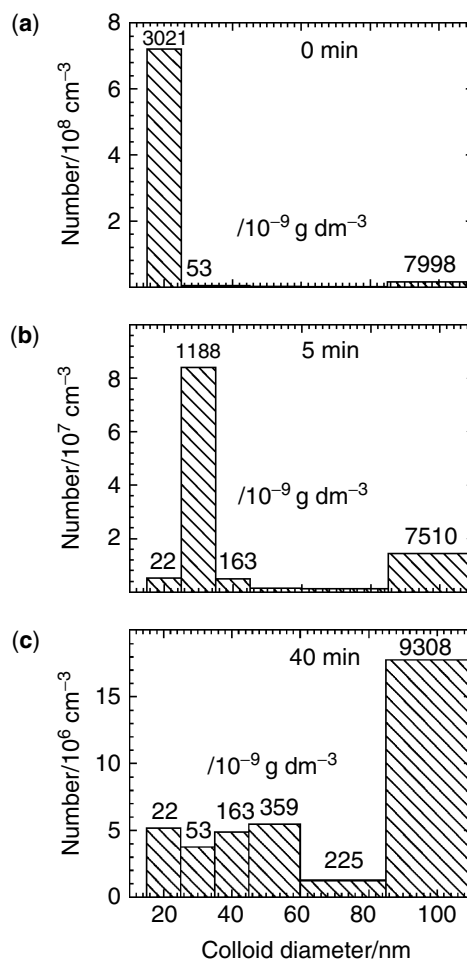 (a)
Number/10⁸ cm⁻³
8
6
4
2
3021
0 min
/10⁻⁹ g dm⁻³
53
7998
(b)
Number/10⁷ cm⁻³
8
6
4
2
1188
5 min
/10⁻⁹ g dm⁻³
22
163
7510
(c)
Number/10⁶ cm⁻³
15
10
5
0
40 min
9308
/10⁻⁹ g dm⁻³
22
53
163
359
225
20 40 60 80 100
Colloid diameter/nm